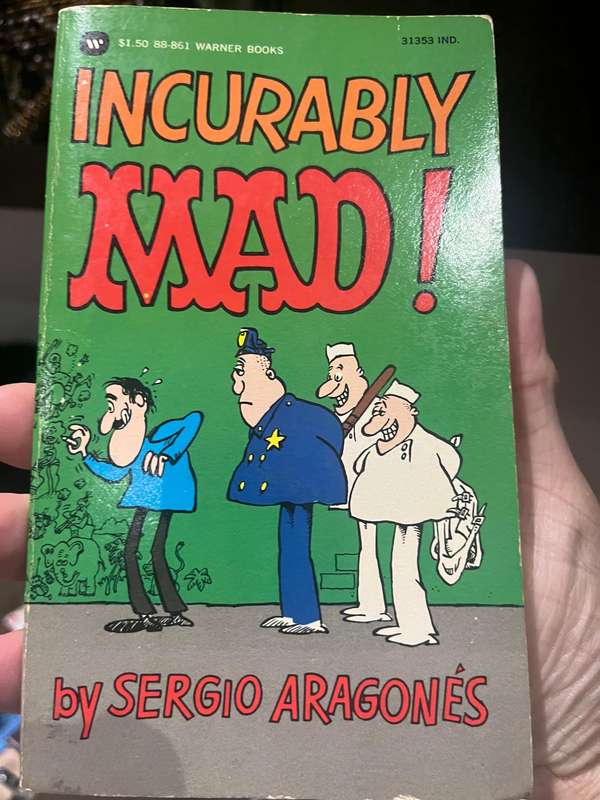 W $1.50 88-861 WARNER BOOKS
31353 IND.
INCURABLY
MAD!
by SERGIO ARAGONÉS